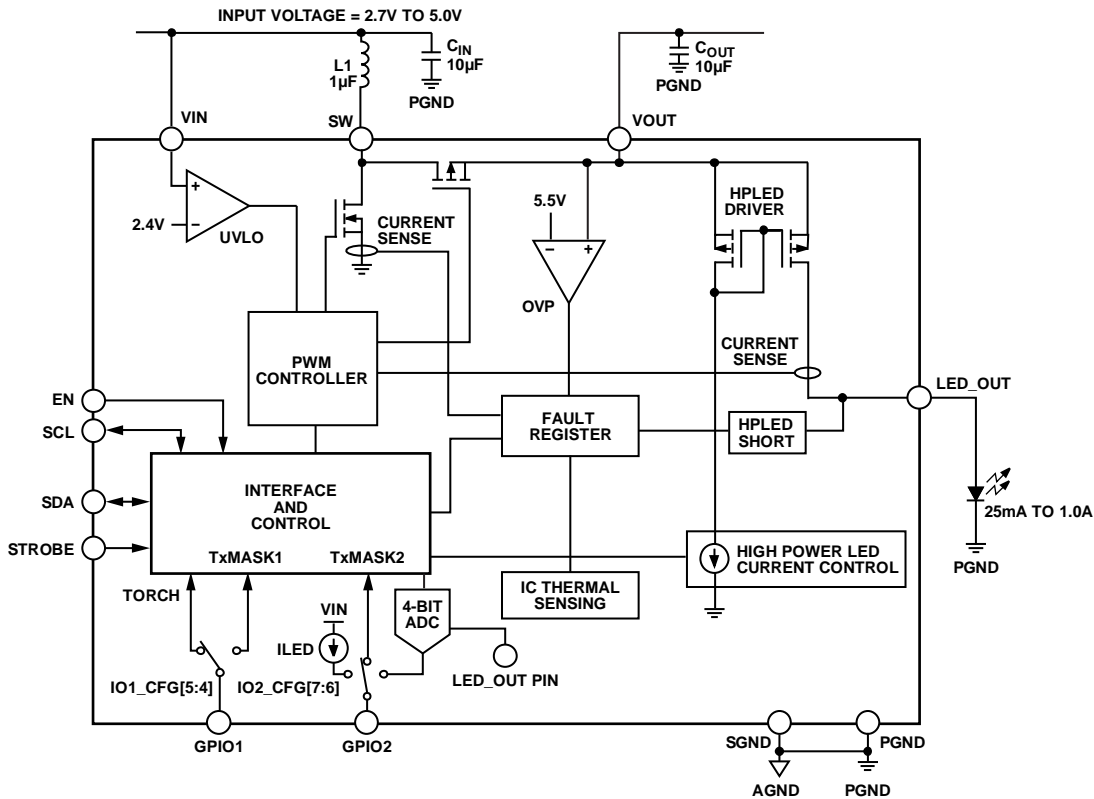 INPUT VOLTAGE = 2.7V TO 5.0V
L1
1µF
CIN
10µF
PGND
COUT
10µF
PGND
VIN
SW
VOUT
+
2.4V
−
UVLO
CURRENT
SENSE
5.5V
−
+
OVP
HPLED
DRIVER
PWM
CONTROLLER
CURRENT
SENSE
LED_OUT
EN
SCL
SDA
STROBE
FAULT
REGISTER
HPLED
SHORT
INTERFACE
AND
CONTROL
TxMASK1
TxMASK2
25mA TO 1.0A
PGND
HIGH POWER LED
CURRENT CONTROL
IC THERMAL
SENSING
TORCH
VIN
ILED
4-BIT
ADC
LED_OUT PIN
IO1_CFG[5:4]
IO2_CFG[7:6]
GPIO1
GPIO2
SGND
PGND
AGND
PGND